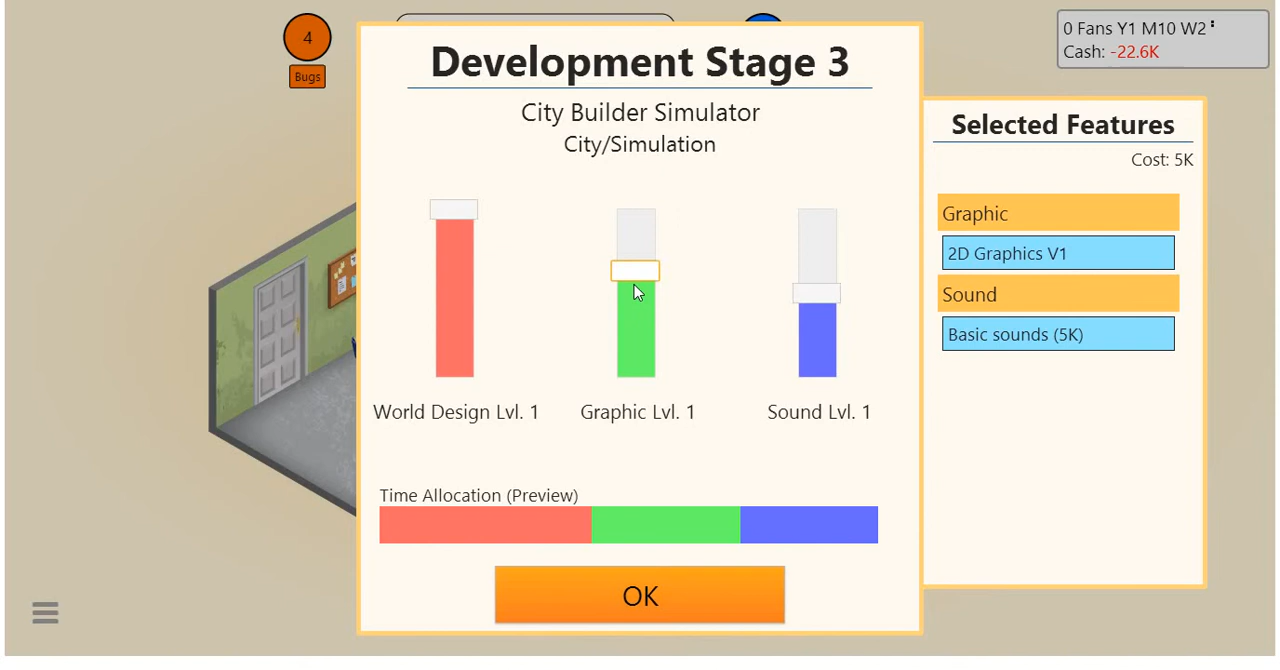 4
Bugs
0 Fans Y1 M10 W2
Cash: -22.6K
Development Stage 3
City Builder Simulator
City/Simulation
World Design Lvl. 1
Graphic Lvl. 1
Sound Lvl. 1
Time Allocation (Preview)
OK
Selected Features
Cost: 5K
Graphic
2D Graphics V1
Sound
Basic sounds (5K)